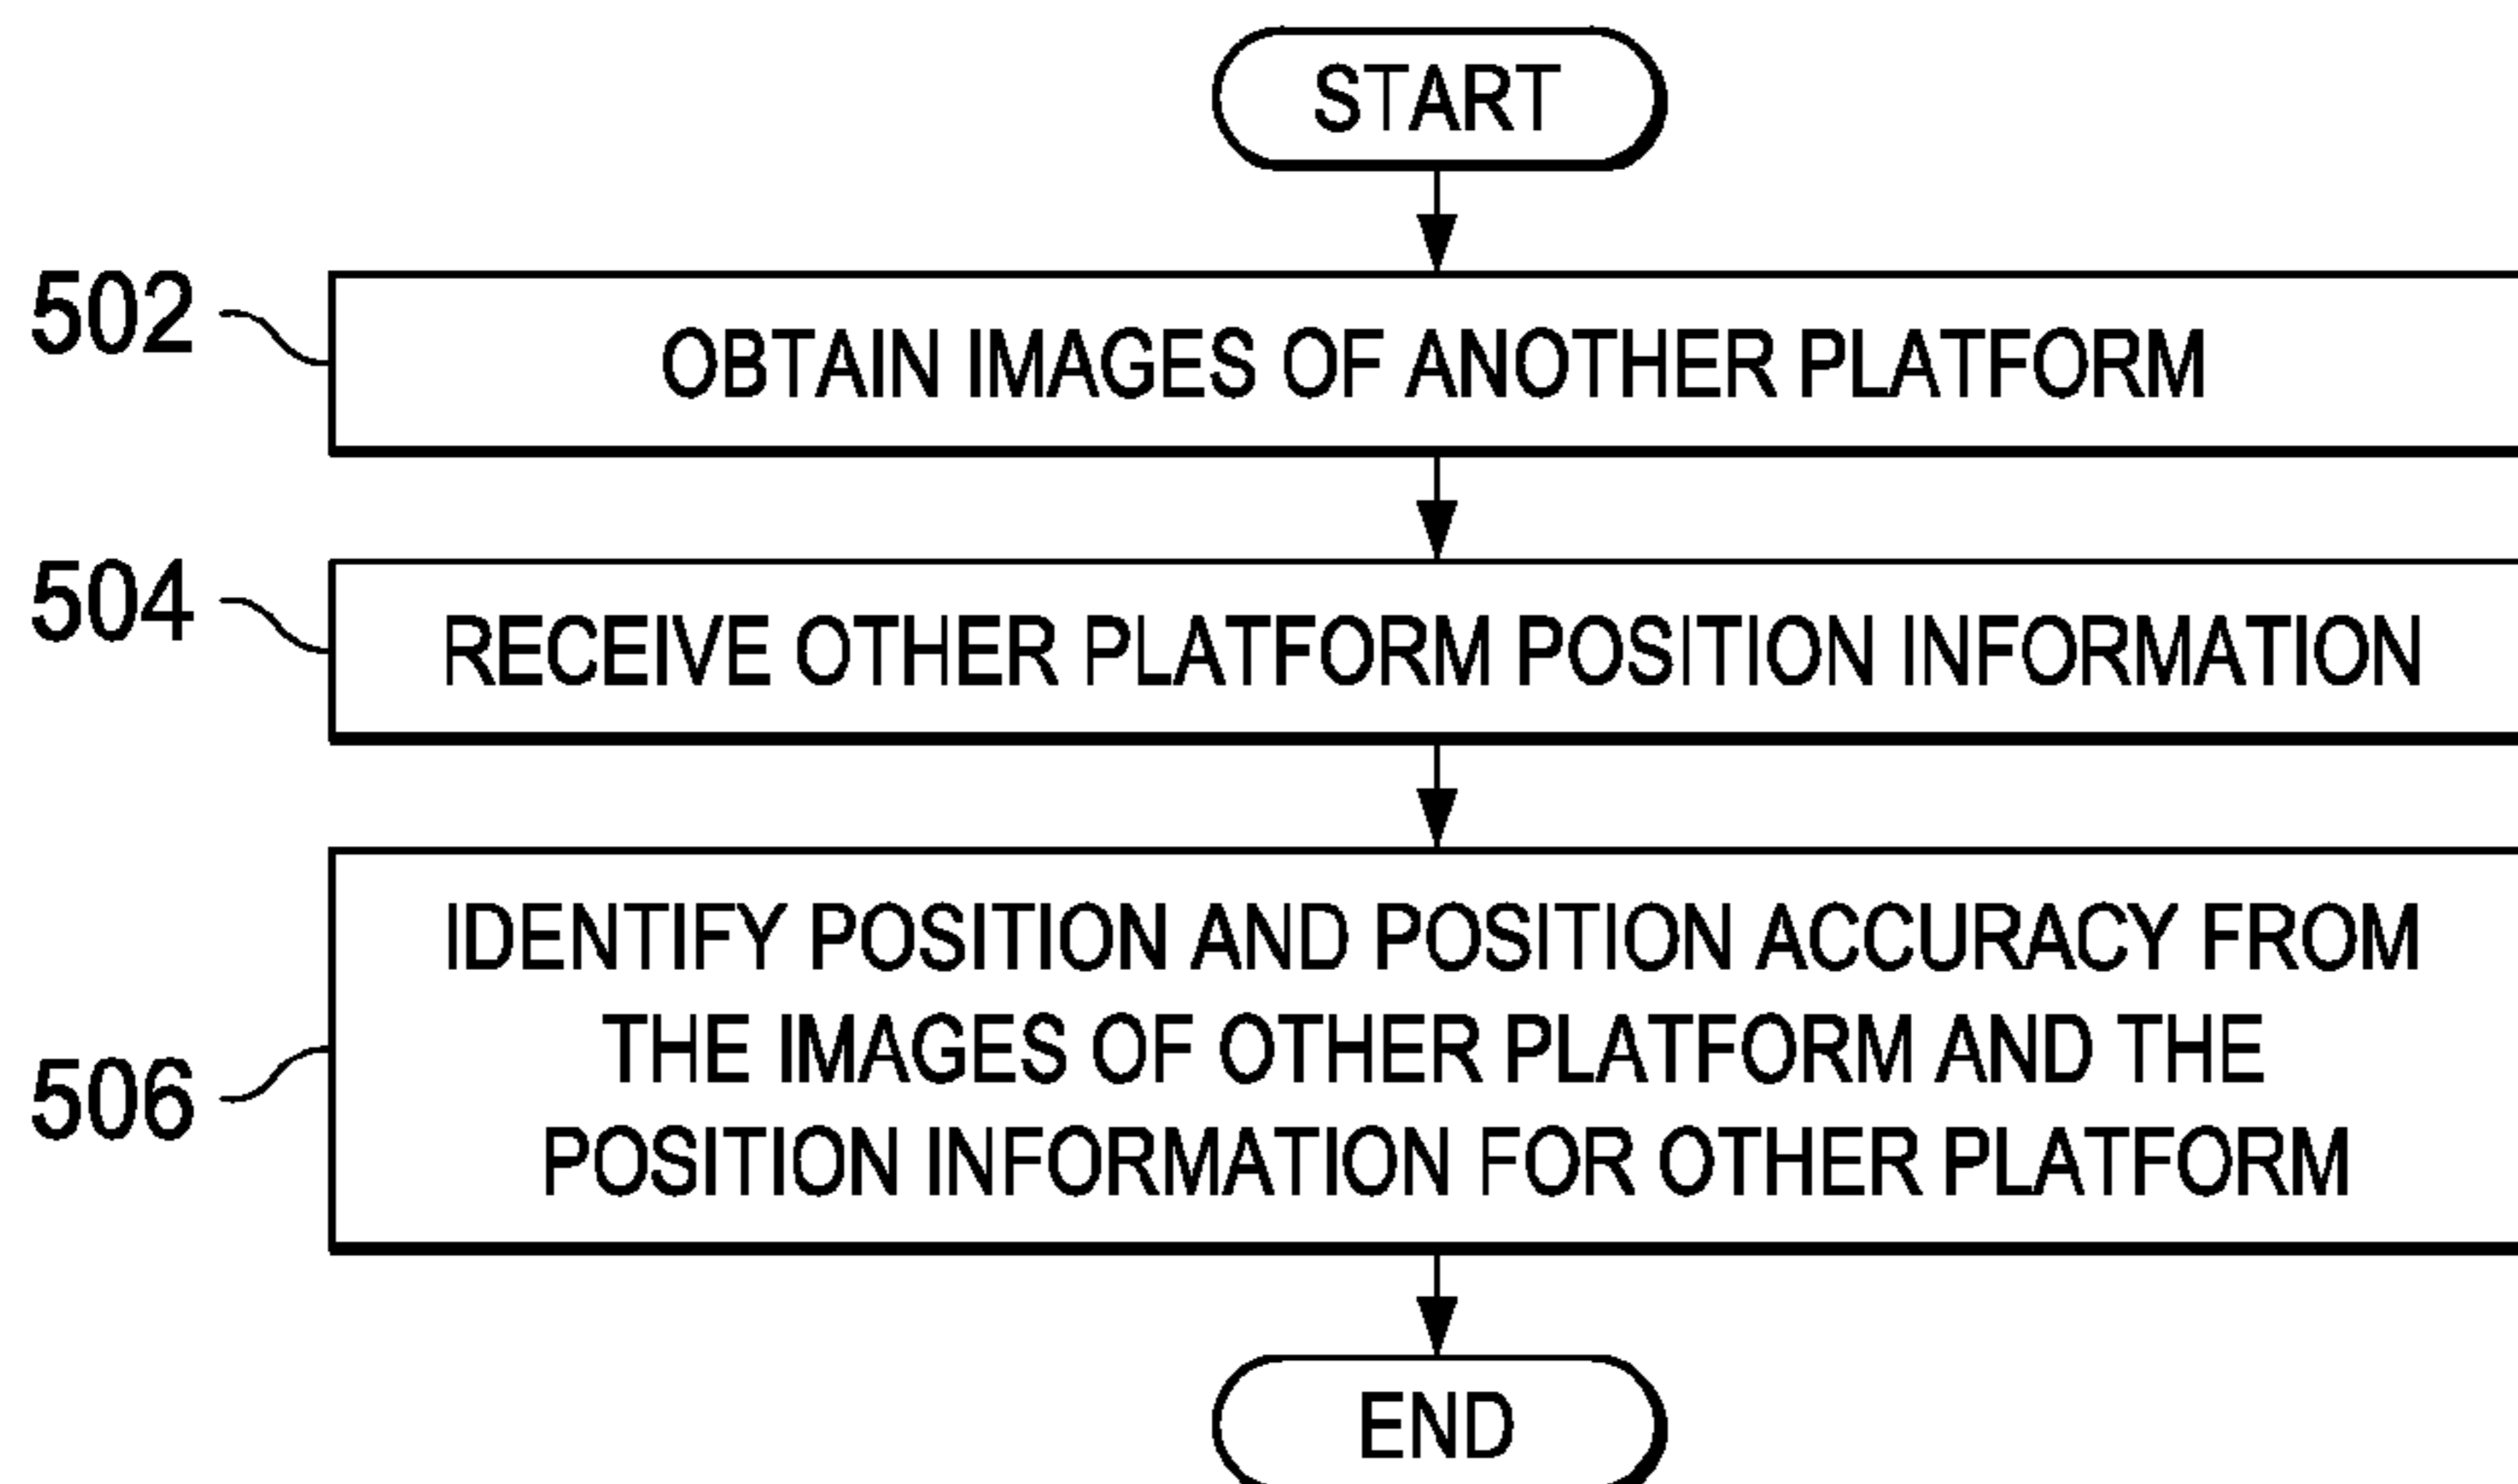 START
502
OBTAIN IMAGES OF ANOTHER PLATFORM
504
RECEIVE OTHER PLATFORM POSITION INFORMATION
506
IDENTIFY POSITION AND POSITION ACCURACY FROM
THE IMAGES OF OTHER PLATFORM AND THE
POSITION INFORMATION FOR OTHER PLATFORM
END